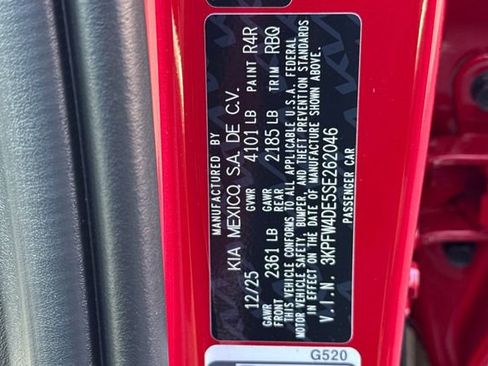 MANUFACTURED BY
KIA MEXICO, S.A. DE C.V.
12/25 GVWR 4101 LB PAINT R4R
GAWR FRONT 2361 LB GAWR REAR 2185 LB TRIM RBQ
THIS VEHICLE CONFORMS TO ALL APPLICABLE U.S.A. FEDERAL
MOTOR VEHICLE SAFETY, BUMPER, AND THEFT PREVENTION STANDARDS
IN EFFECT ON THE DATE OF MANUFACTURE SHOWN ABOVE.
V.I.N. 3KPFW4DE5SE262046
PASSENGER CAR
G520